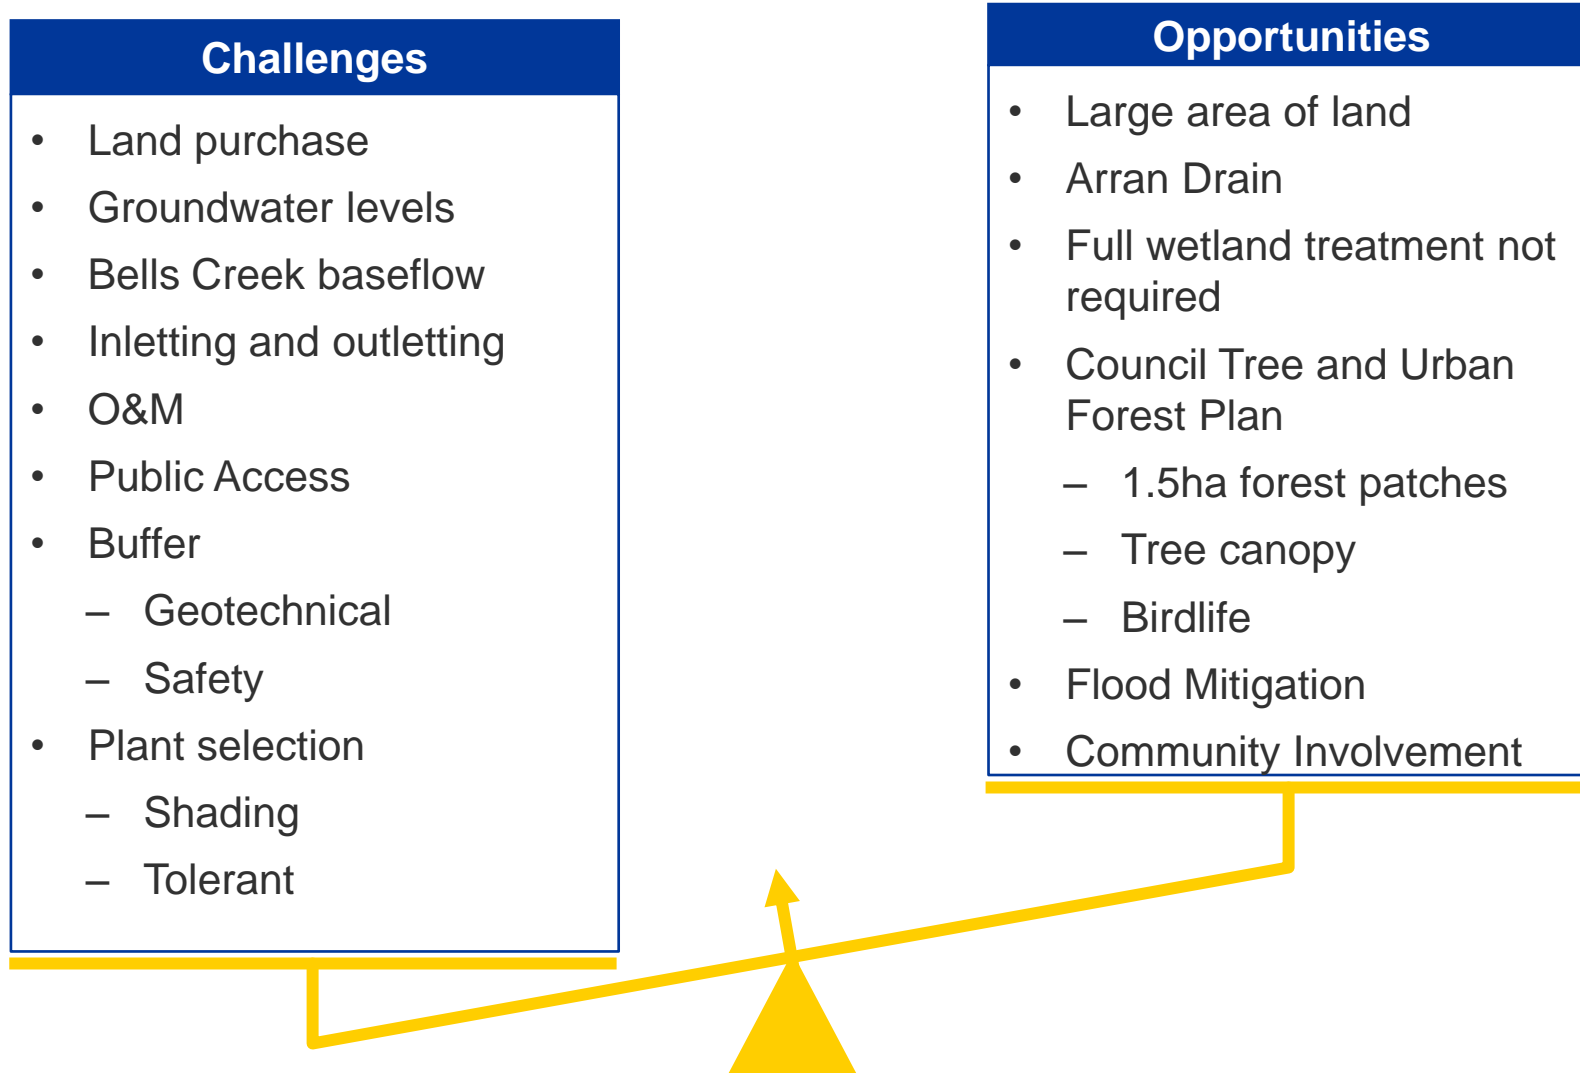 Challenges
• Land purchase
• Groundwater levels
• Bells Creek baseflow
• Inletting and outletting
• O&M
• Public Access
• Buffer
– Geotechnical
– Safety
• Plant selection
– Shading
– Tolerant
Opportunities
• Large area of land
• Arran Drain
• Full wetland treatment not
required
• Council Tree and Urban
Forest Plan
– 1.5ha forest patches
– Tree canopy
– Birdlife
• Flood Mitigation
• Community Involvement